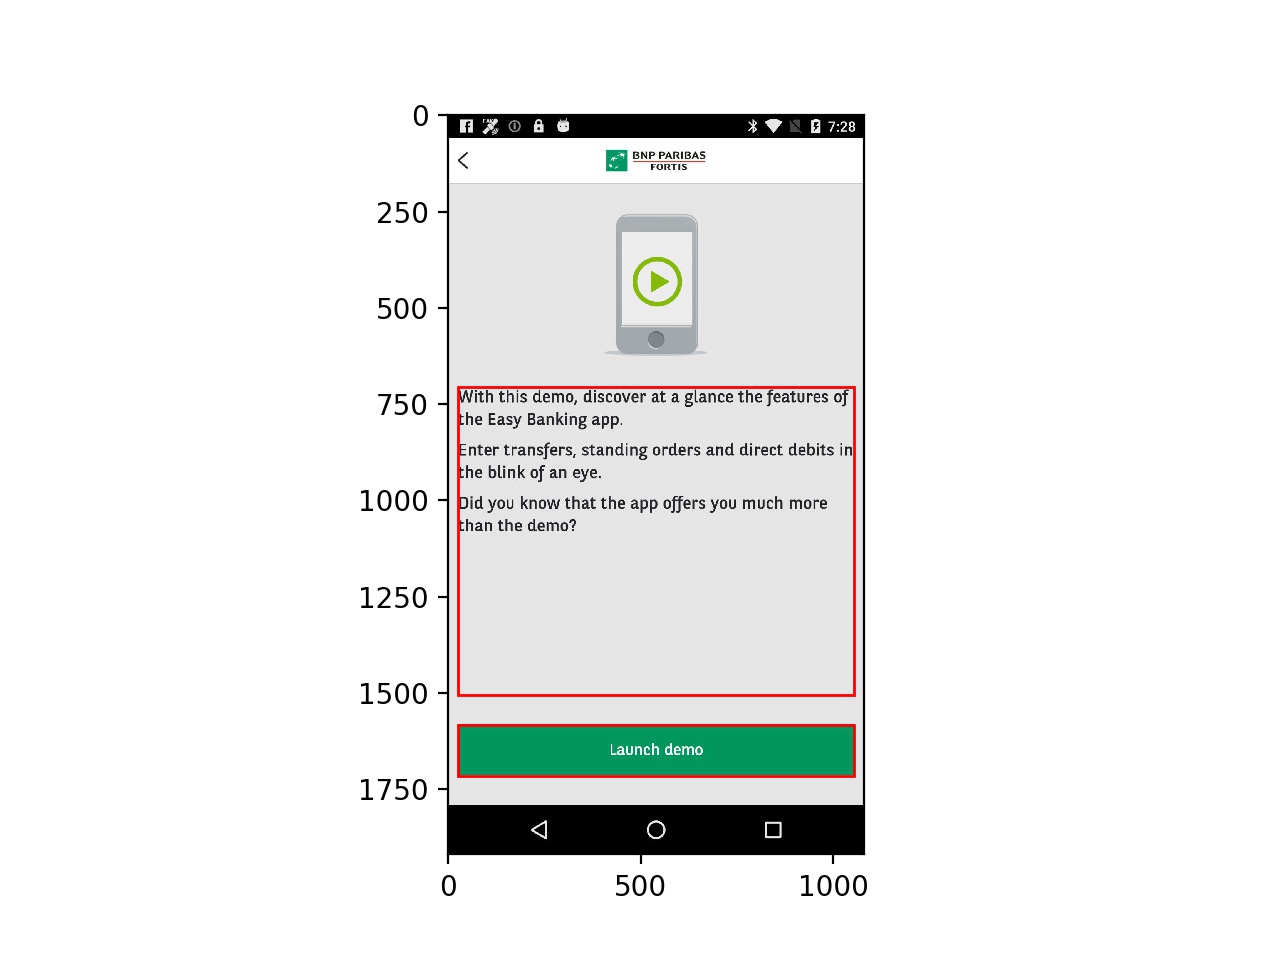 7:28
BNP PARIBAS
FORTIS
With this demo, discover at a glance the features of
the Easy Banking app.
Enter transfers, standing orders and direct debits in
the blink of an eye.
Did you know that the app offers you much more
than the demo?
Launch demo
0
250
500
750
1000
1250
1500
1750
0
500
1000